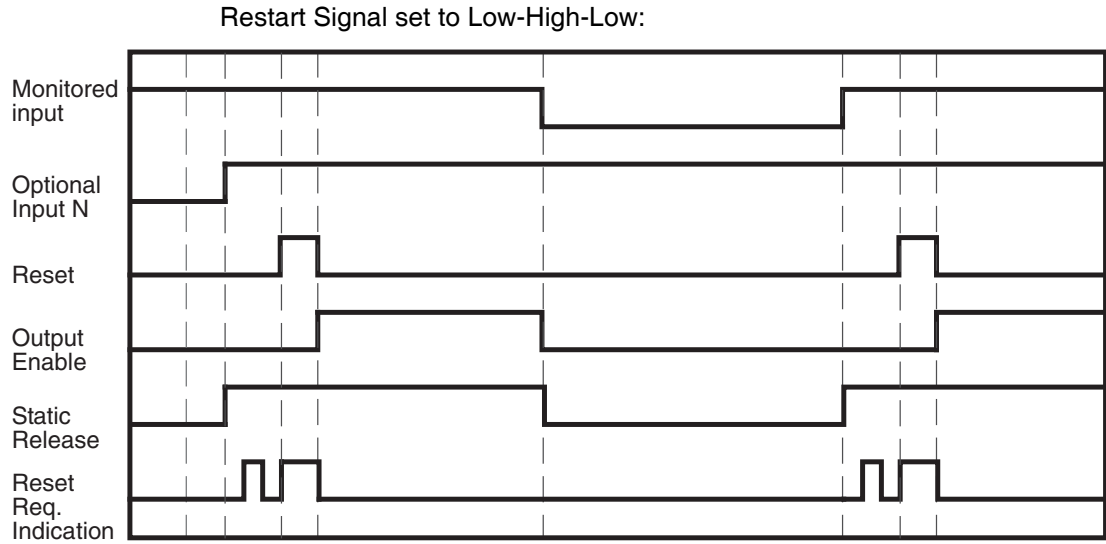 Restart Signal set to Low-High-Low:
Monitored
input
Optional
Input N
Reset
Output
Enable
Static
Release
Reset
Req.
Indication